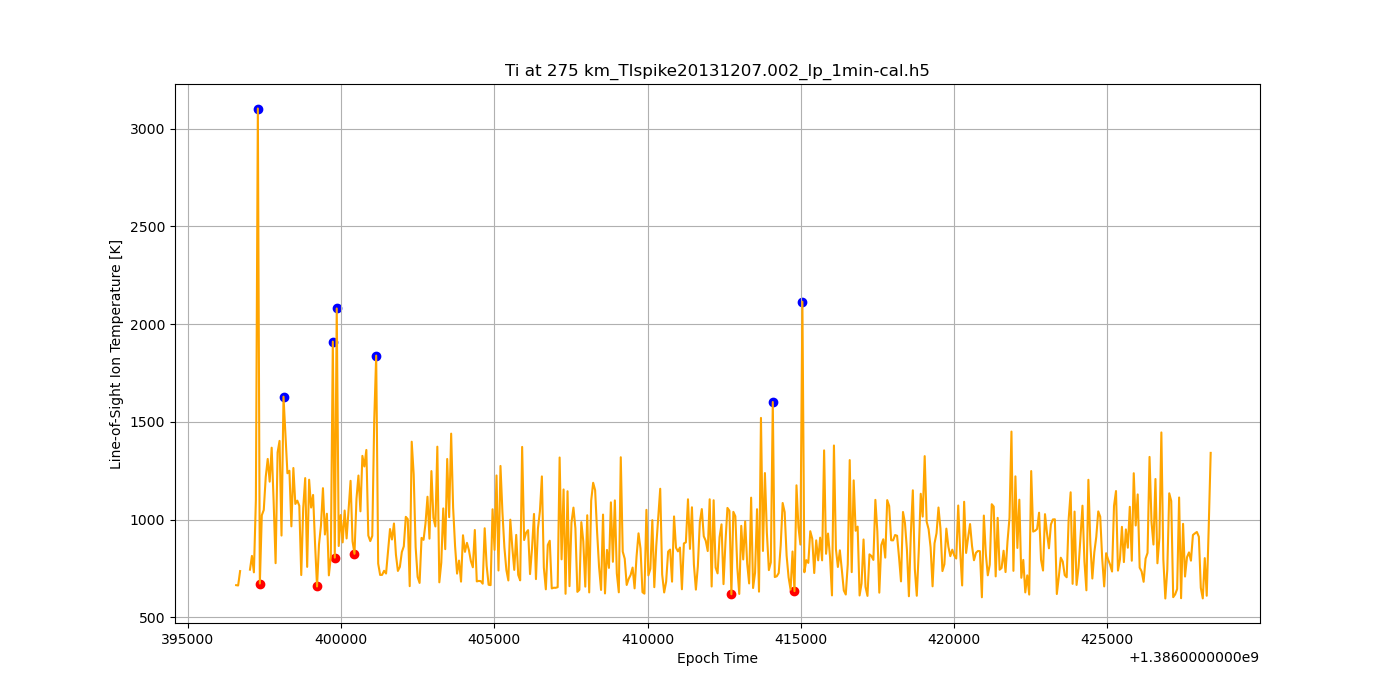 Ti at 275 km_TIspike20131207.002_lp_1min-cal.h5
Line-of-Sight Ion Temperature [K]
3000
2500
2000
1500
1000
500
395000 400000 405000 410000 415000 420000 425000
Epoch Time
+1.3860000000e9